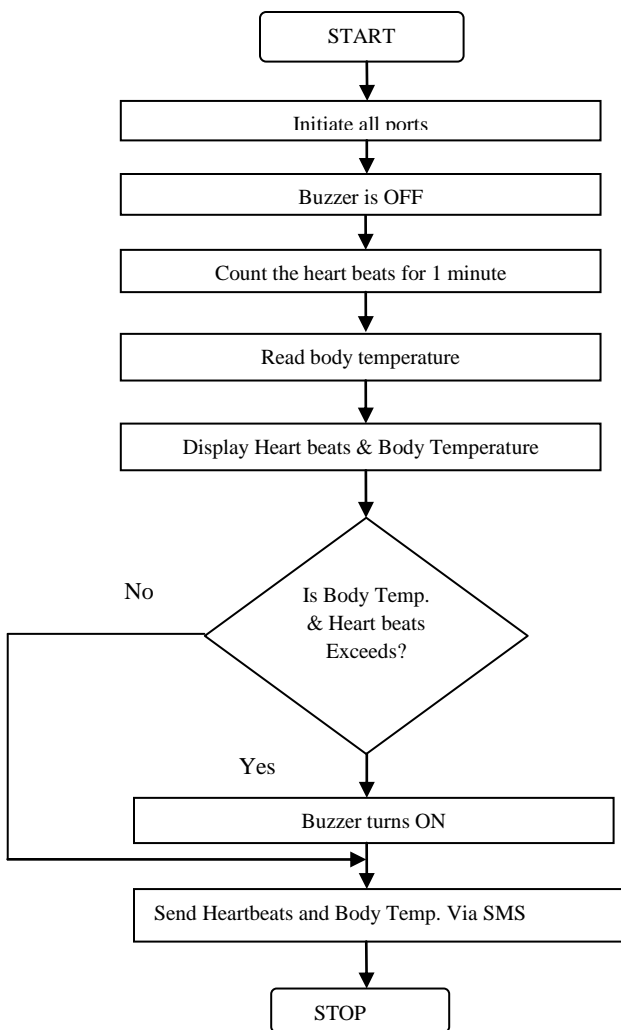 START
Initiate all ports
Buzzer is OFF
Count the heart beats for 1 minute
Read body temperature
Display Heart beats & Body Temperature
No
Is Body Temp.
& Heart beats
Exceeds?
Yes
Buzzer turns ON
Send Heartbeats and Body Temp. Via SMS
STOP